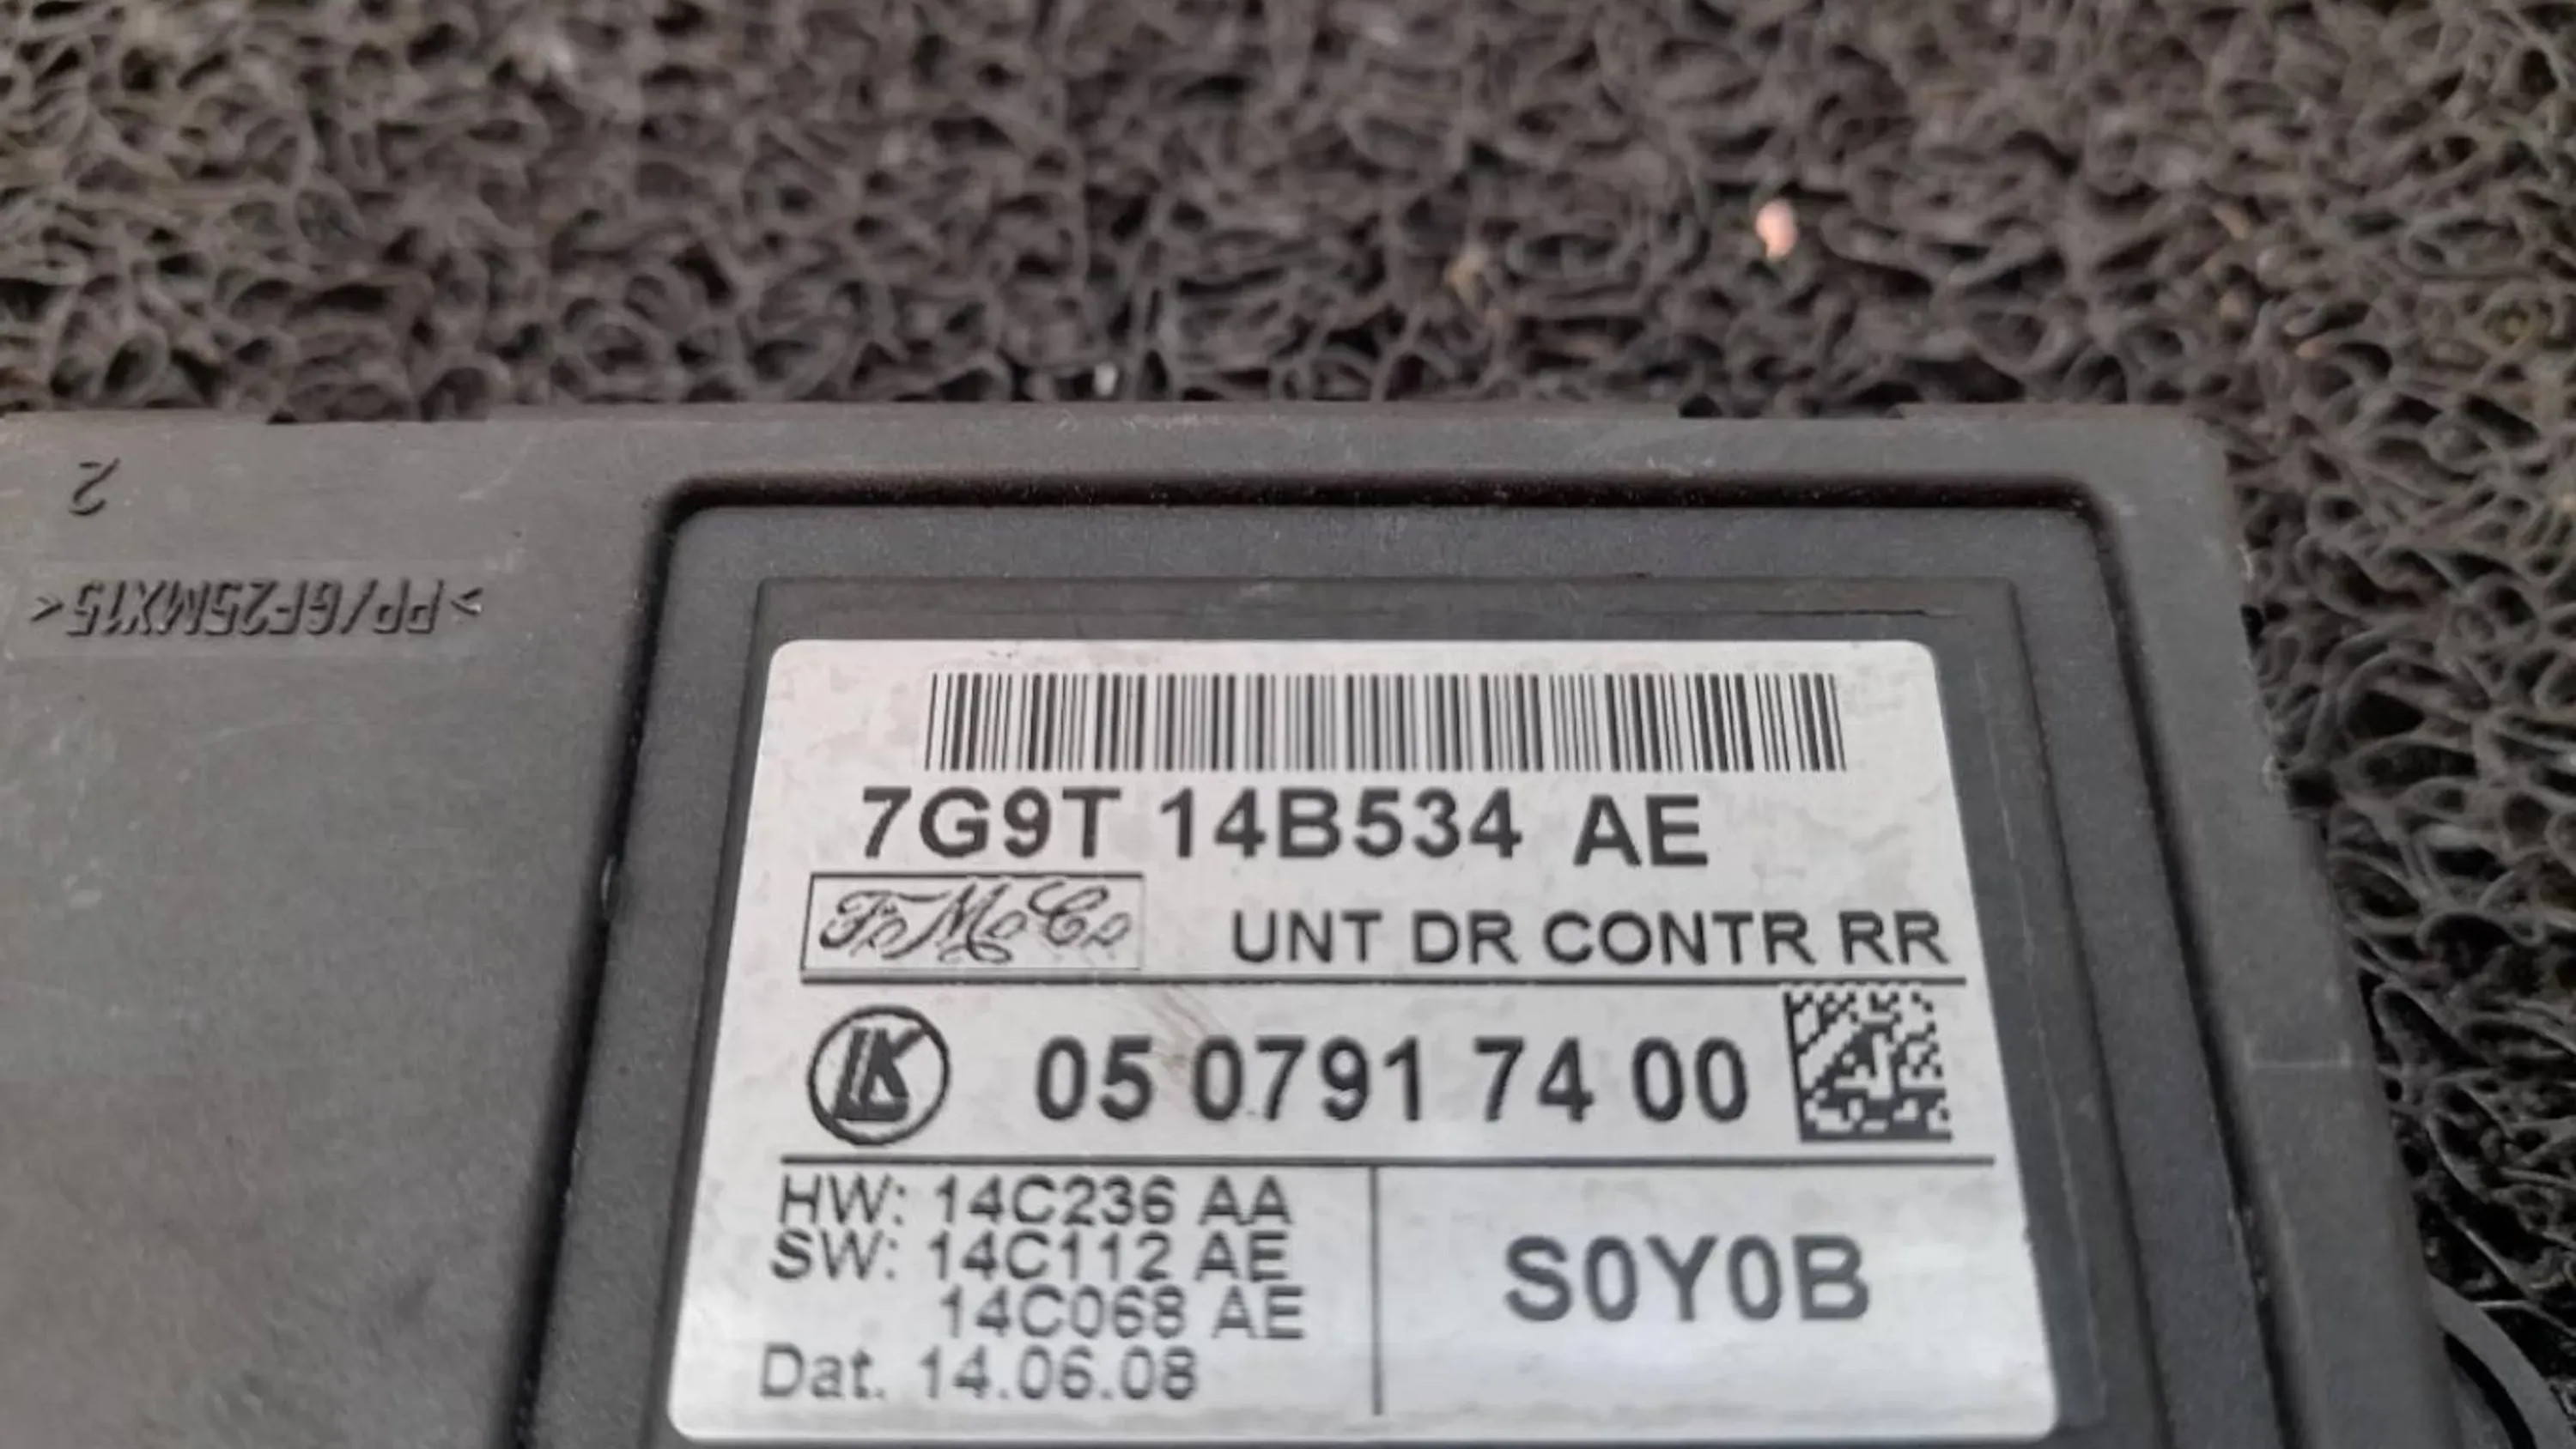 2
>PP/GF25MX15<
7G9T 14B534 AE
FoMoCo
UNT DR CONTR RR
LK
05 0791 74 00
HW: 14C236 AA
SW: 14C112 AE
14C068 AE
Dat. 14.06.08
S0Y0B